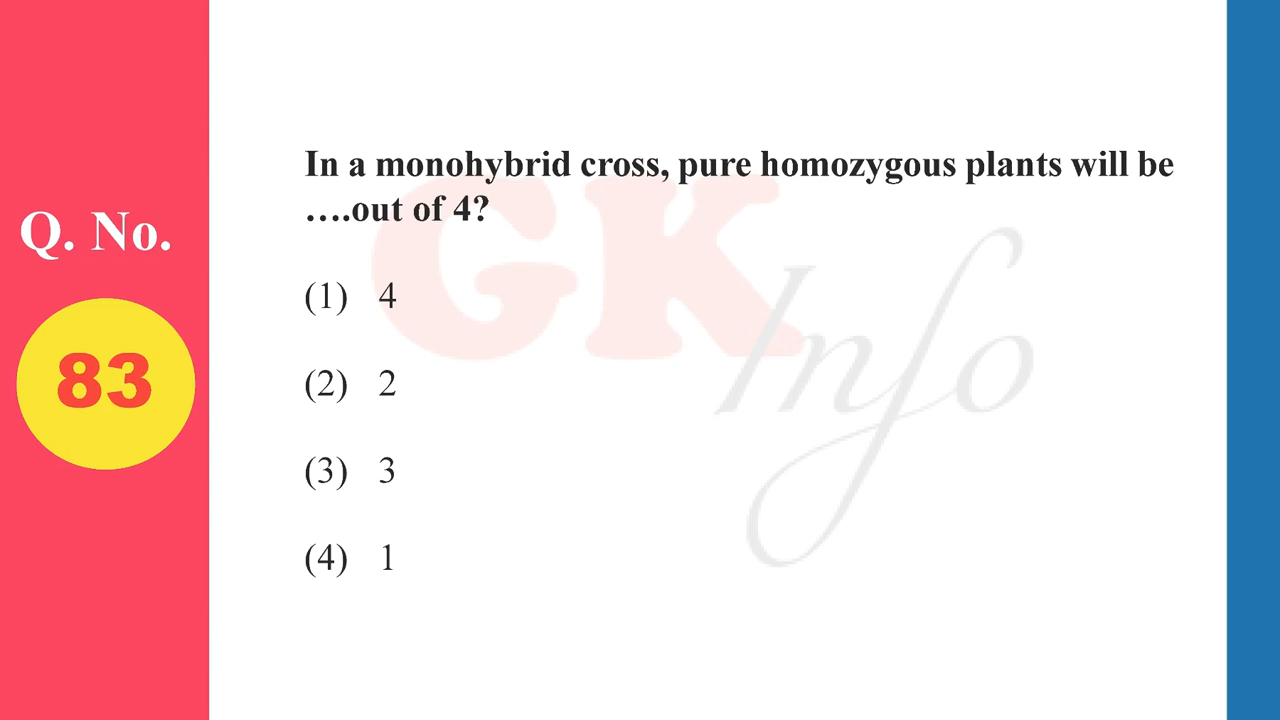 Q. No.
83
In a monohybrid cross, pure homozygous plants will be
….out of 4?
(1) 4
(2) 2
(3) 3
(4) 1
GK
Info